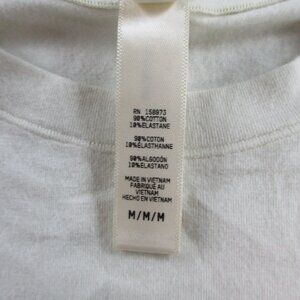 RN 158973
90%COTTON
10%ELASTANE
90%COTON
10%ÉLASTHANNE
90%ALGODÓN
10%ELASTANO
MADE IN VIETNAM
FABRIQUÉ AU
VIETNAM
HECHO EN VIETNAM
M/M/M